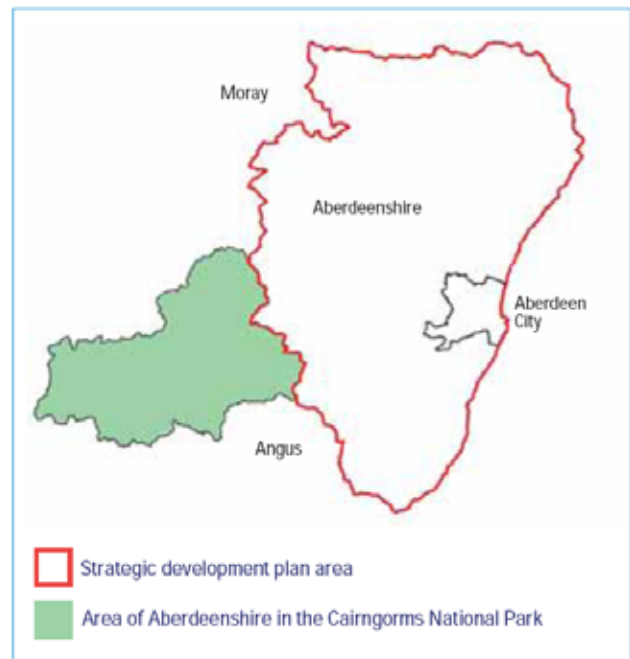 Moray
Aberdeenshire
Aberdeen
City
Angus
Strategic development plan area
Area of Aberdeenshire in the Cairngorms National Park